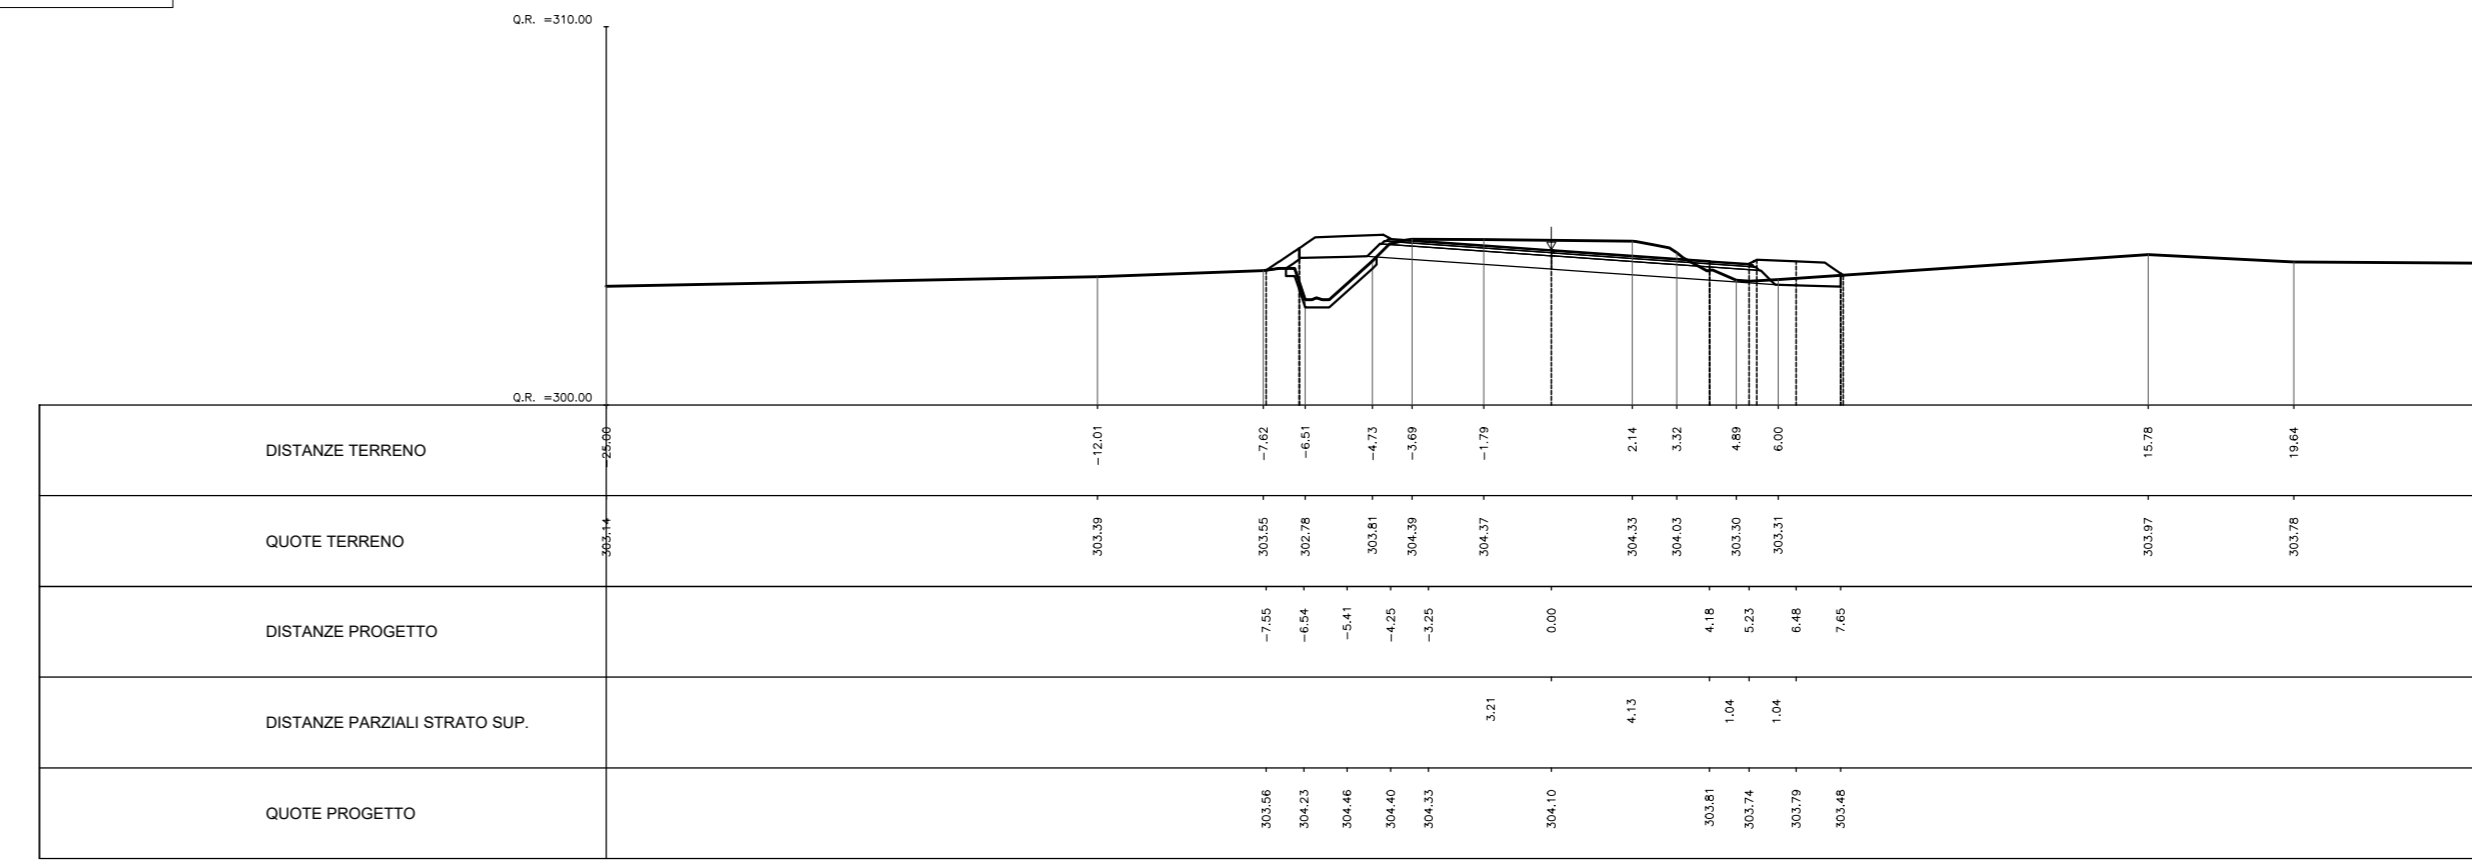 Q.R. =310.00
Q.R. =300.00
DISTANZE TERRENO -25.00 -12.01 -7.62 -6.51 -4.73 -3.69 -1.79 2.14 3.32 4.89 6.00 15.78 19.64
QUOTE TERRENO 303.14 303.39 303.55 302.78 303.81 304.39 304.37 304.33 304.03 303.30 303.31 303.97 303.78
DISTANZE PROGETTO -7.55 -6.54 -5.41 -4.25 -3.25 0.00 4.18 5.23 6.48 7.65
DISTANZE PARZIALI STRATO SUP. 3.21 4.13 1.04 1.04
QUOTE PROGETTO 303.56 304.23 304.46 304.40 304.33 304.10 303.81 303.74 303.79 303.48